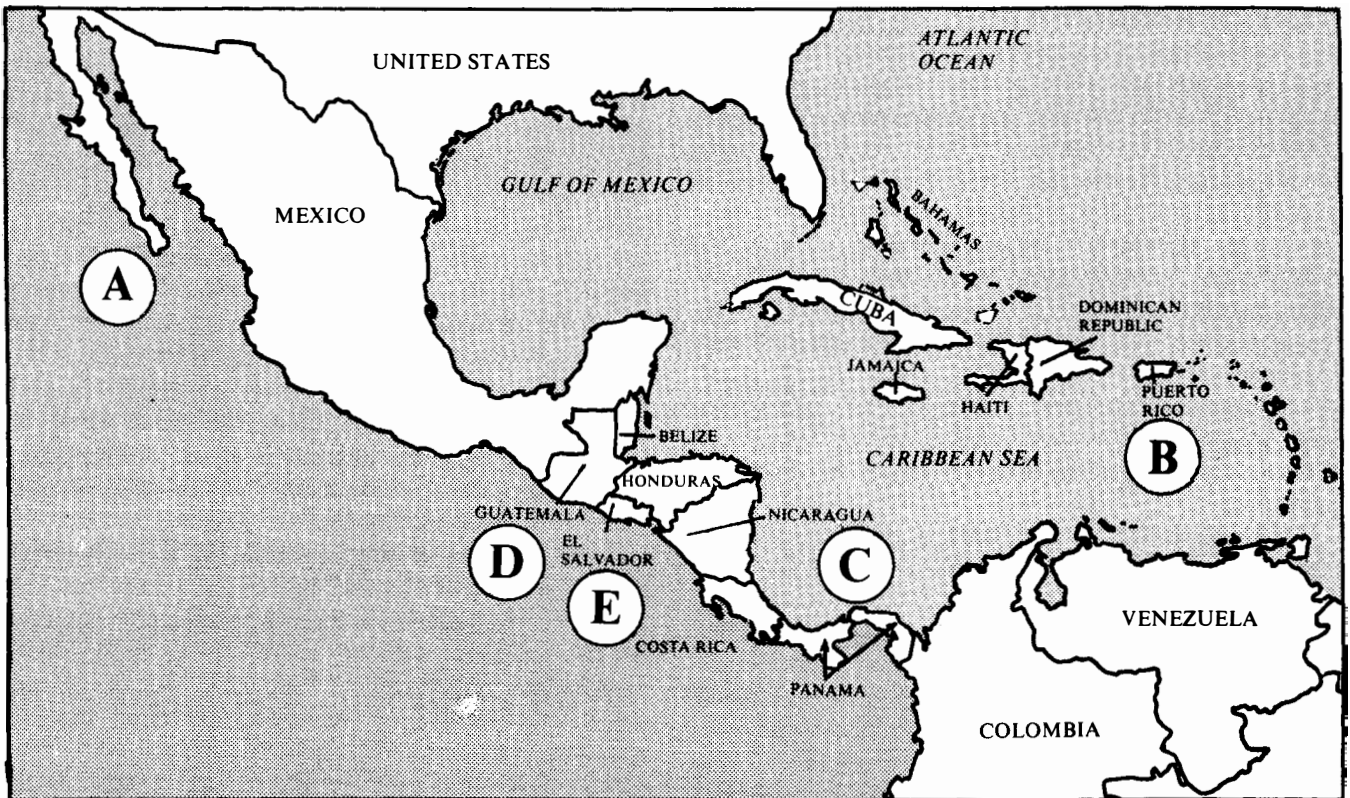 ATLANTIC
OCEAN
UNITED STATES
GULF OF MEXICO
MEXICO
BAHAMAS
A
CUBA
DOMINICAN
REPUBLIC
JAMAICA
HAITI
PUERTO
RICO
BELIZE
CARIBBEAN SEA
B
HONDURAS
GUATEMALA
NICARAGUA
EL
SALVADOR
D
C
E
VENEZUELA
COSTA RICA
PANAMA
COLOMBIA